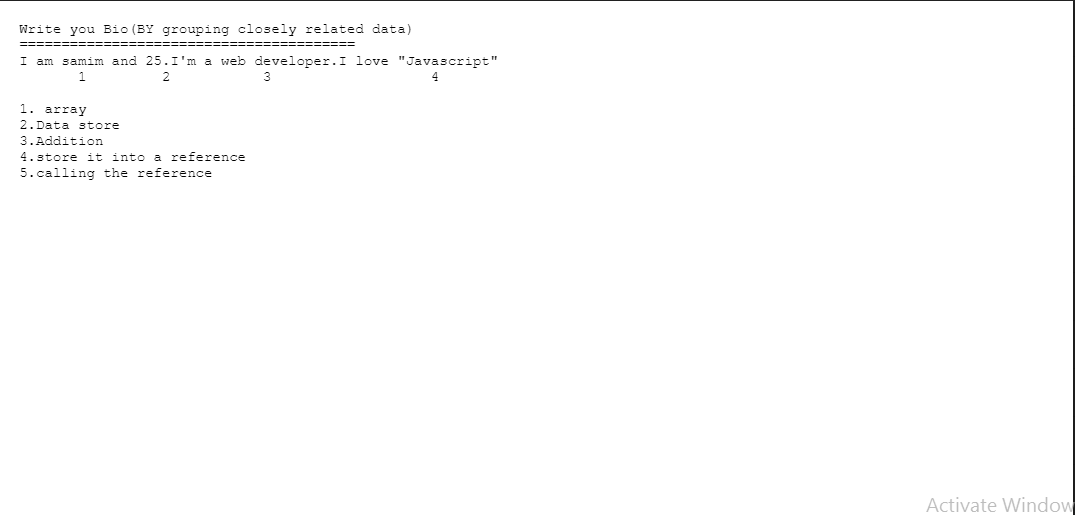 Write you Bio(BY grouping closely related data)
========================================
I am samim and 25.I'm a web developer.I love "Javascript"
1 2 3 4
1. array
2.Data store
3.Addition
4.store it into a reference
5.calling the reference
Activate Window